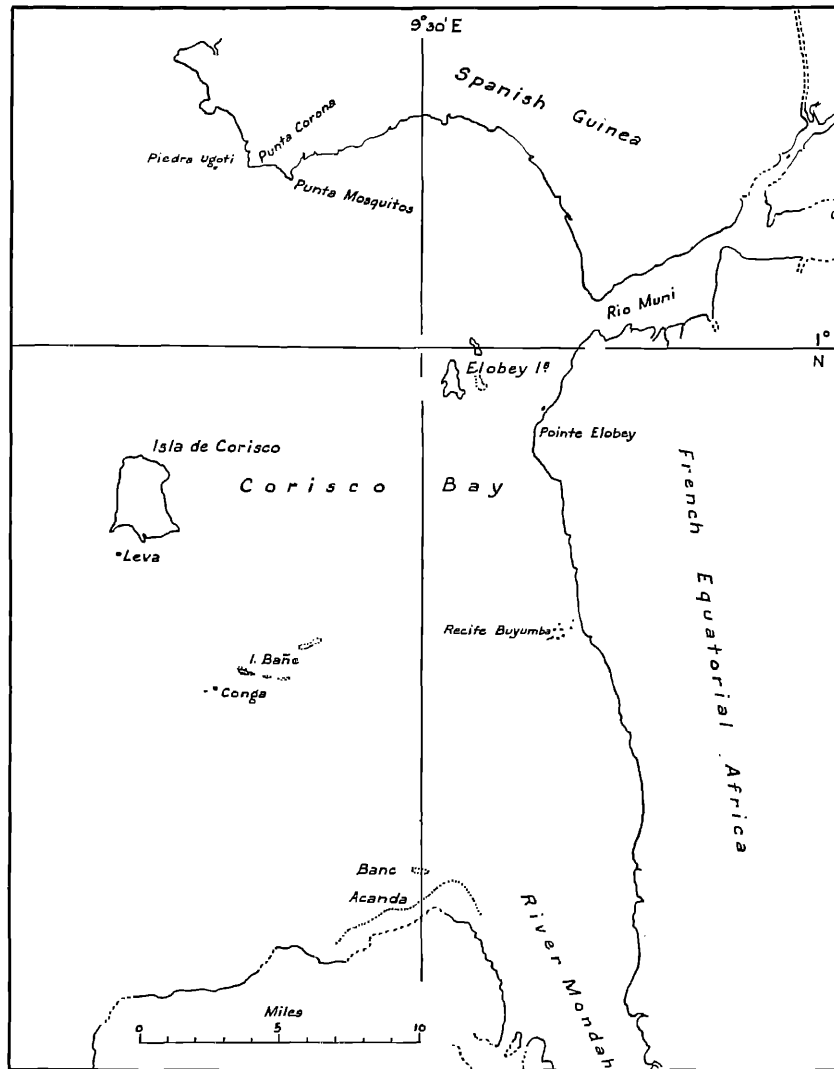 9°30' E
Spanish Guinea
Punta Corona
Piedra Ugoti
Punta Mosquitos
Rio Muni
1°
N
Elobey Iˢ
Pointe Elobey
Isla de Corisco
Corisco Bay
Leva
French Equatorial Africa
Recife Buyumba
I. Bañe
Conga
Banc
Acanda
River Mondah
Miles
0 5 10